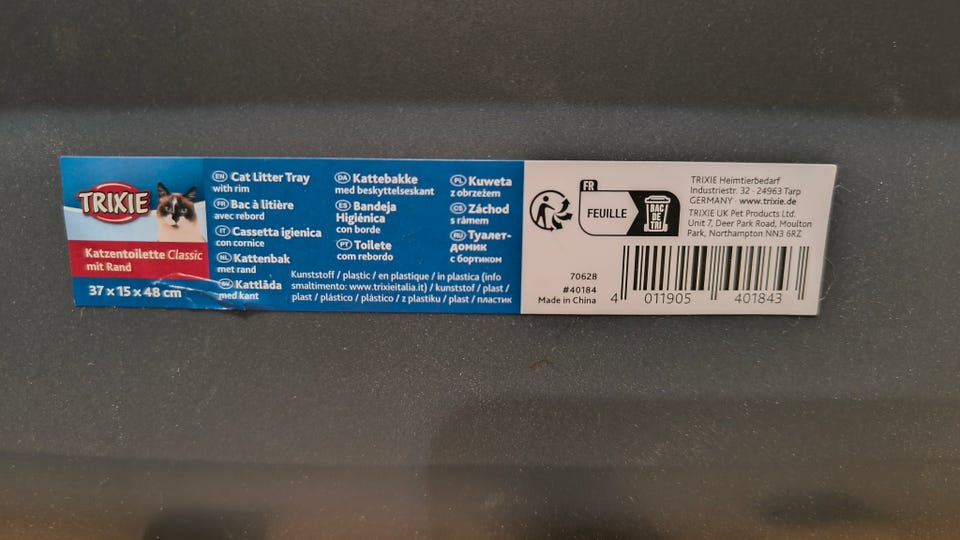 TRIXIE
Katzentoilette Classic
mit Rand
37 x 15 x 48 cm
EN Cat Litter Tray
with rim
FR Bac à litière
avec rebord
IT Cassetta igienica
con cornice
NL Kattenbak
met rand
SV Kattlåda
med kant
DA Kattebakke
med beskyttelseskant
ES Bandeja
Higiénica
con borde
PT Toilete
com rebordo
PL Kuweta
z obrzeżem
CS Záchod
s rámem
RU Туалет-
домик
с бортиком
Kunststoff / plastic / en plastique / in plastica (info
smaltimento: www.trixieitalia.it) / kunststof / plast /
plast / plástico / plástico / z plastiku / plast / пластик
FR
FEUILLE
BAC
DE
TRI
TRIXIE Heimtierbedarf
Industriestr. 32 · 24963 Tarp
GERMANY · www.trixie.de
TRIXIE UK Pet Products Ltd.
Unit 7, Deer Park Road, Moulton
Park, Northampton NN3 6RZ
70628
#40184
Made in China
4 011905 401843